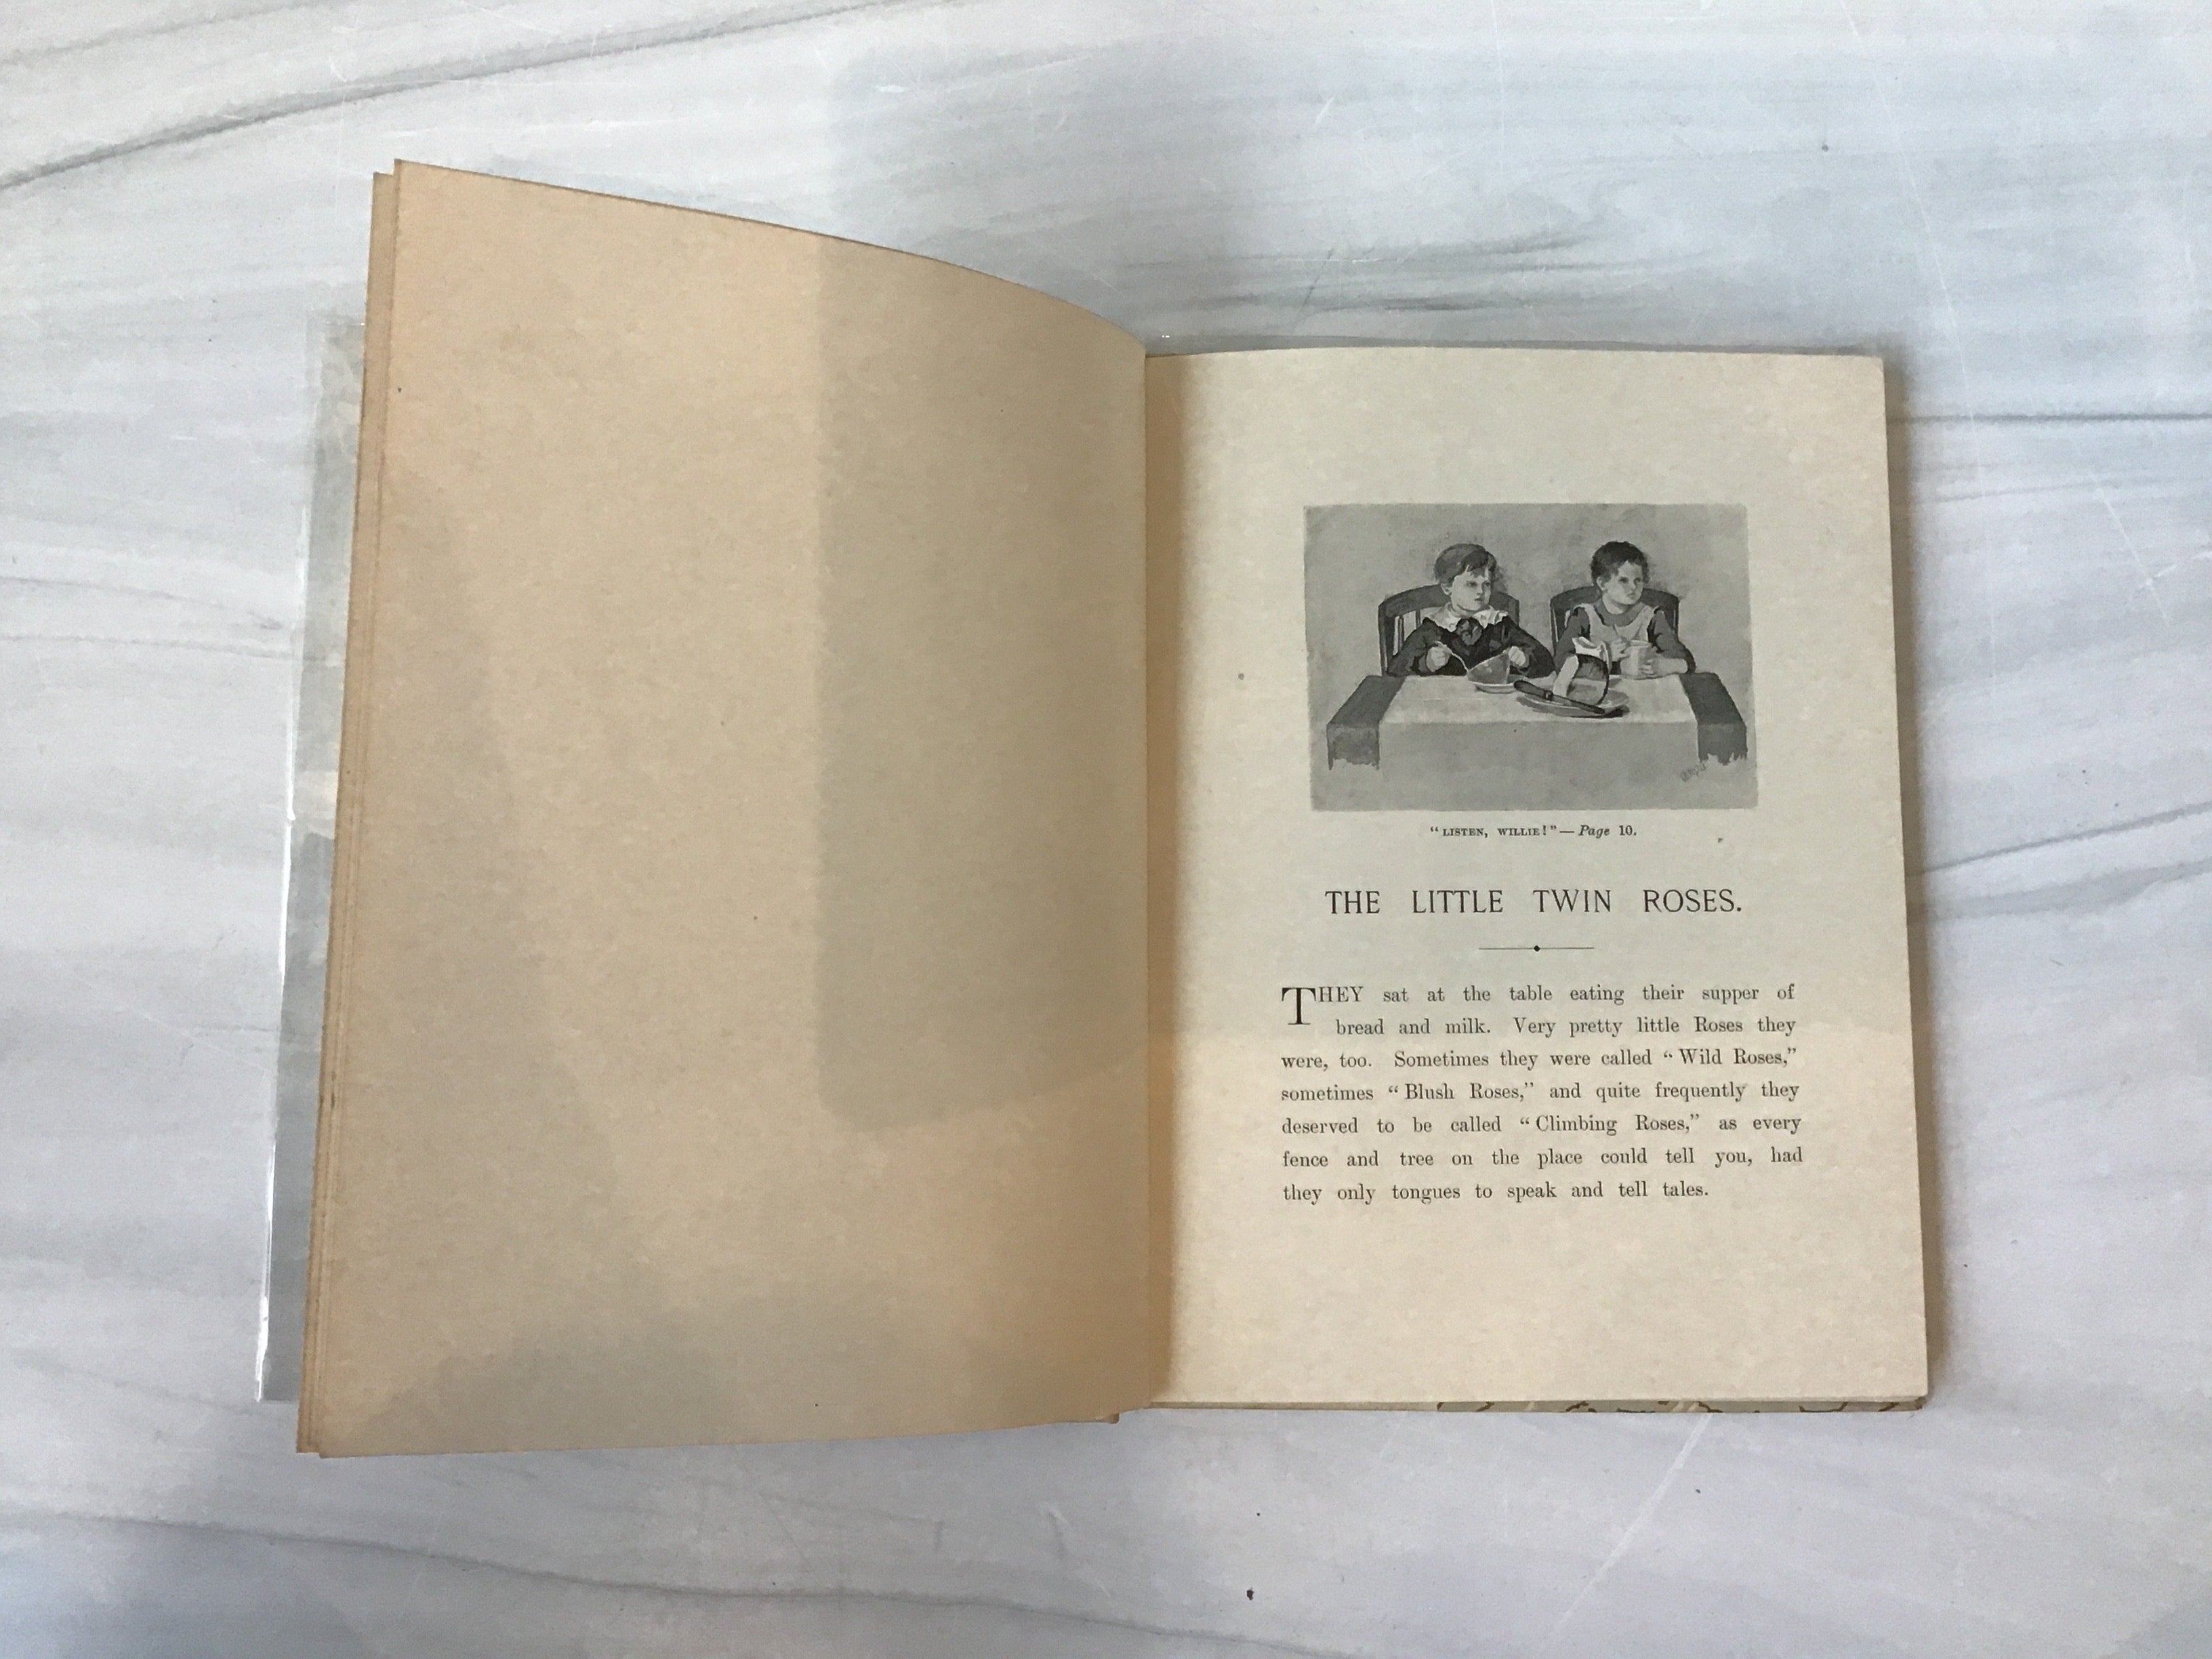 "LISTEN, WILLIE!"—Page 10.
THE LITTLE TWIN ROSES.
THEY sat at the table eating their supper of
bread and milk. Very pretty little Roses they
were, too. Sometimes they were called "Wild Roses,"
sometimes "Blush Roses," and quite frequently they
deserved to be called "Climbing Roses," as every
fence and tree on the place could tell you, had
they only tongues to speak and tell tales.